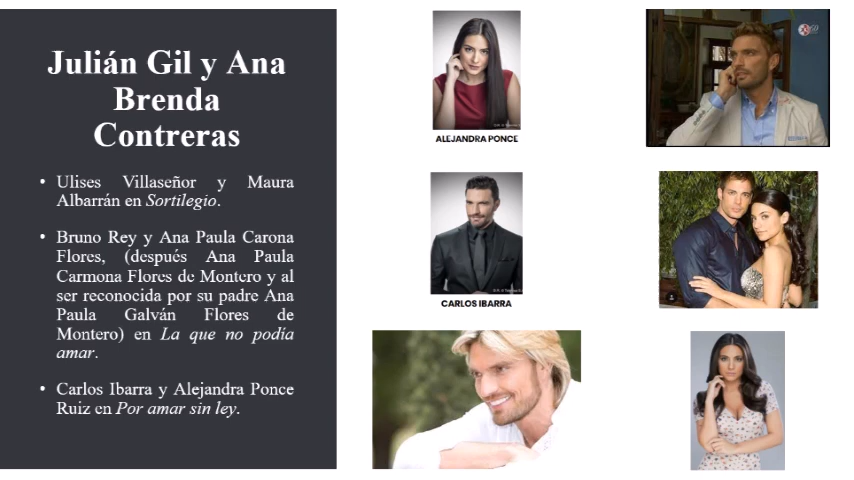 Julián Gil y Ana
Brenda
Contreras
• Ulises Villaseñor y Maura
Albarrán en Sortilegio.
• Bruno Rey y Ana Paula Carona
Flores, (después Ana Paula
Carmona Flores de Montero y al
ser reconocida por su padre Ana
Paula Galván Flores de
Montero) en La que no podía
amar.
• Carlos Ibarra y Alejandra Ponce
Ruiz en Por amar sin ley.
ALEJANDRA PONCE
CARLOS IBARRA